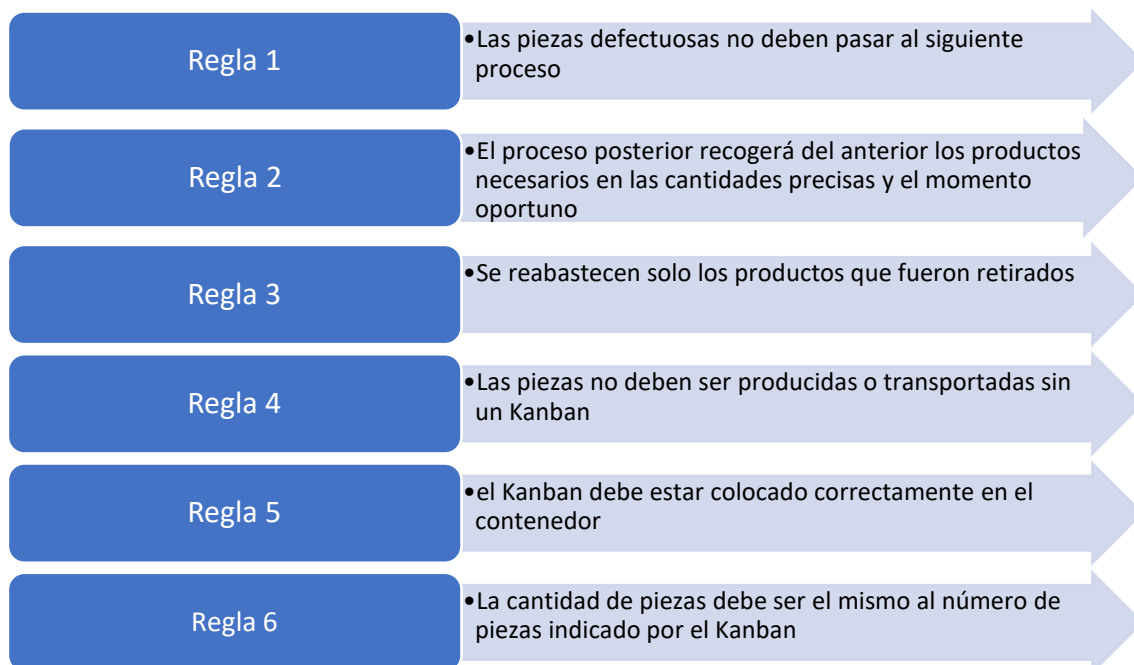 Regla 1
•Las piezas defectuosas no deben pasar al siguiente
proceso
Regla 2
•El proceso posterior recogerá del anterior los productos
necesarios en las cantidades precisas y el momento
oportuno
Regla 3
•Se reabastecen solo los productos que fueron retirados
Regla 4
•Las piezas no deben ser producidas o transportadas sin
un Kanban
Regla 5
•el Kanban debe estar colocado correctamente en el
contenedor
Regla 6
•La cantidad de piezas debe ser el mismo al número de
piezas indicado por el Kanban